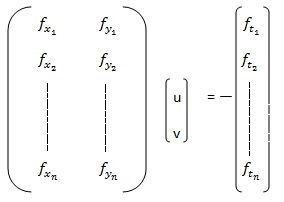 f_{x_1} f_{y_1} f_{t_1}
f_{x_2} f_{y_2} f_{t_2}
u = −
v
f_{x_n} f_{y_n} f_{t_n}